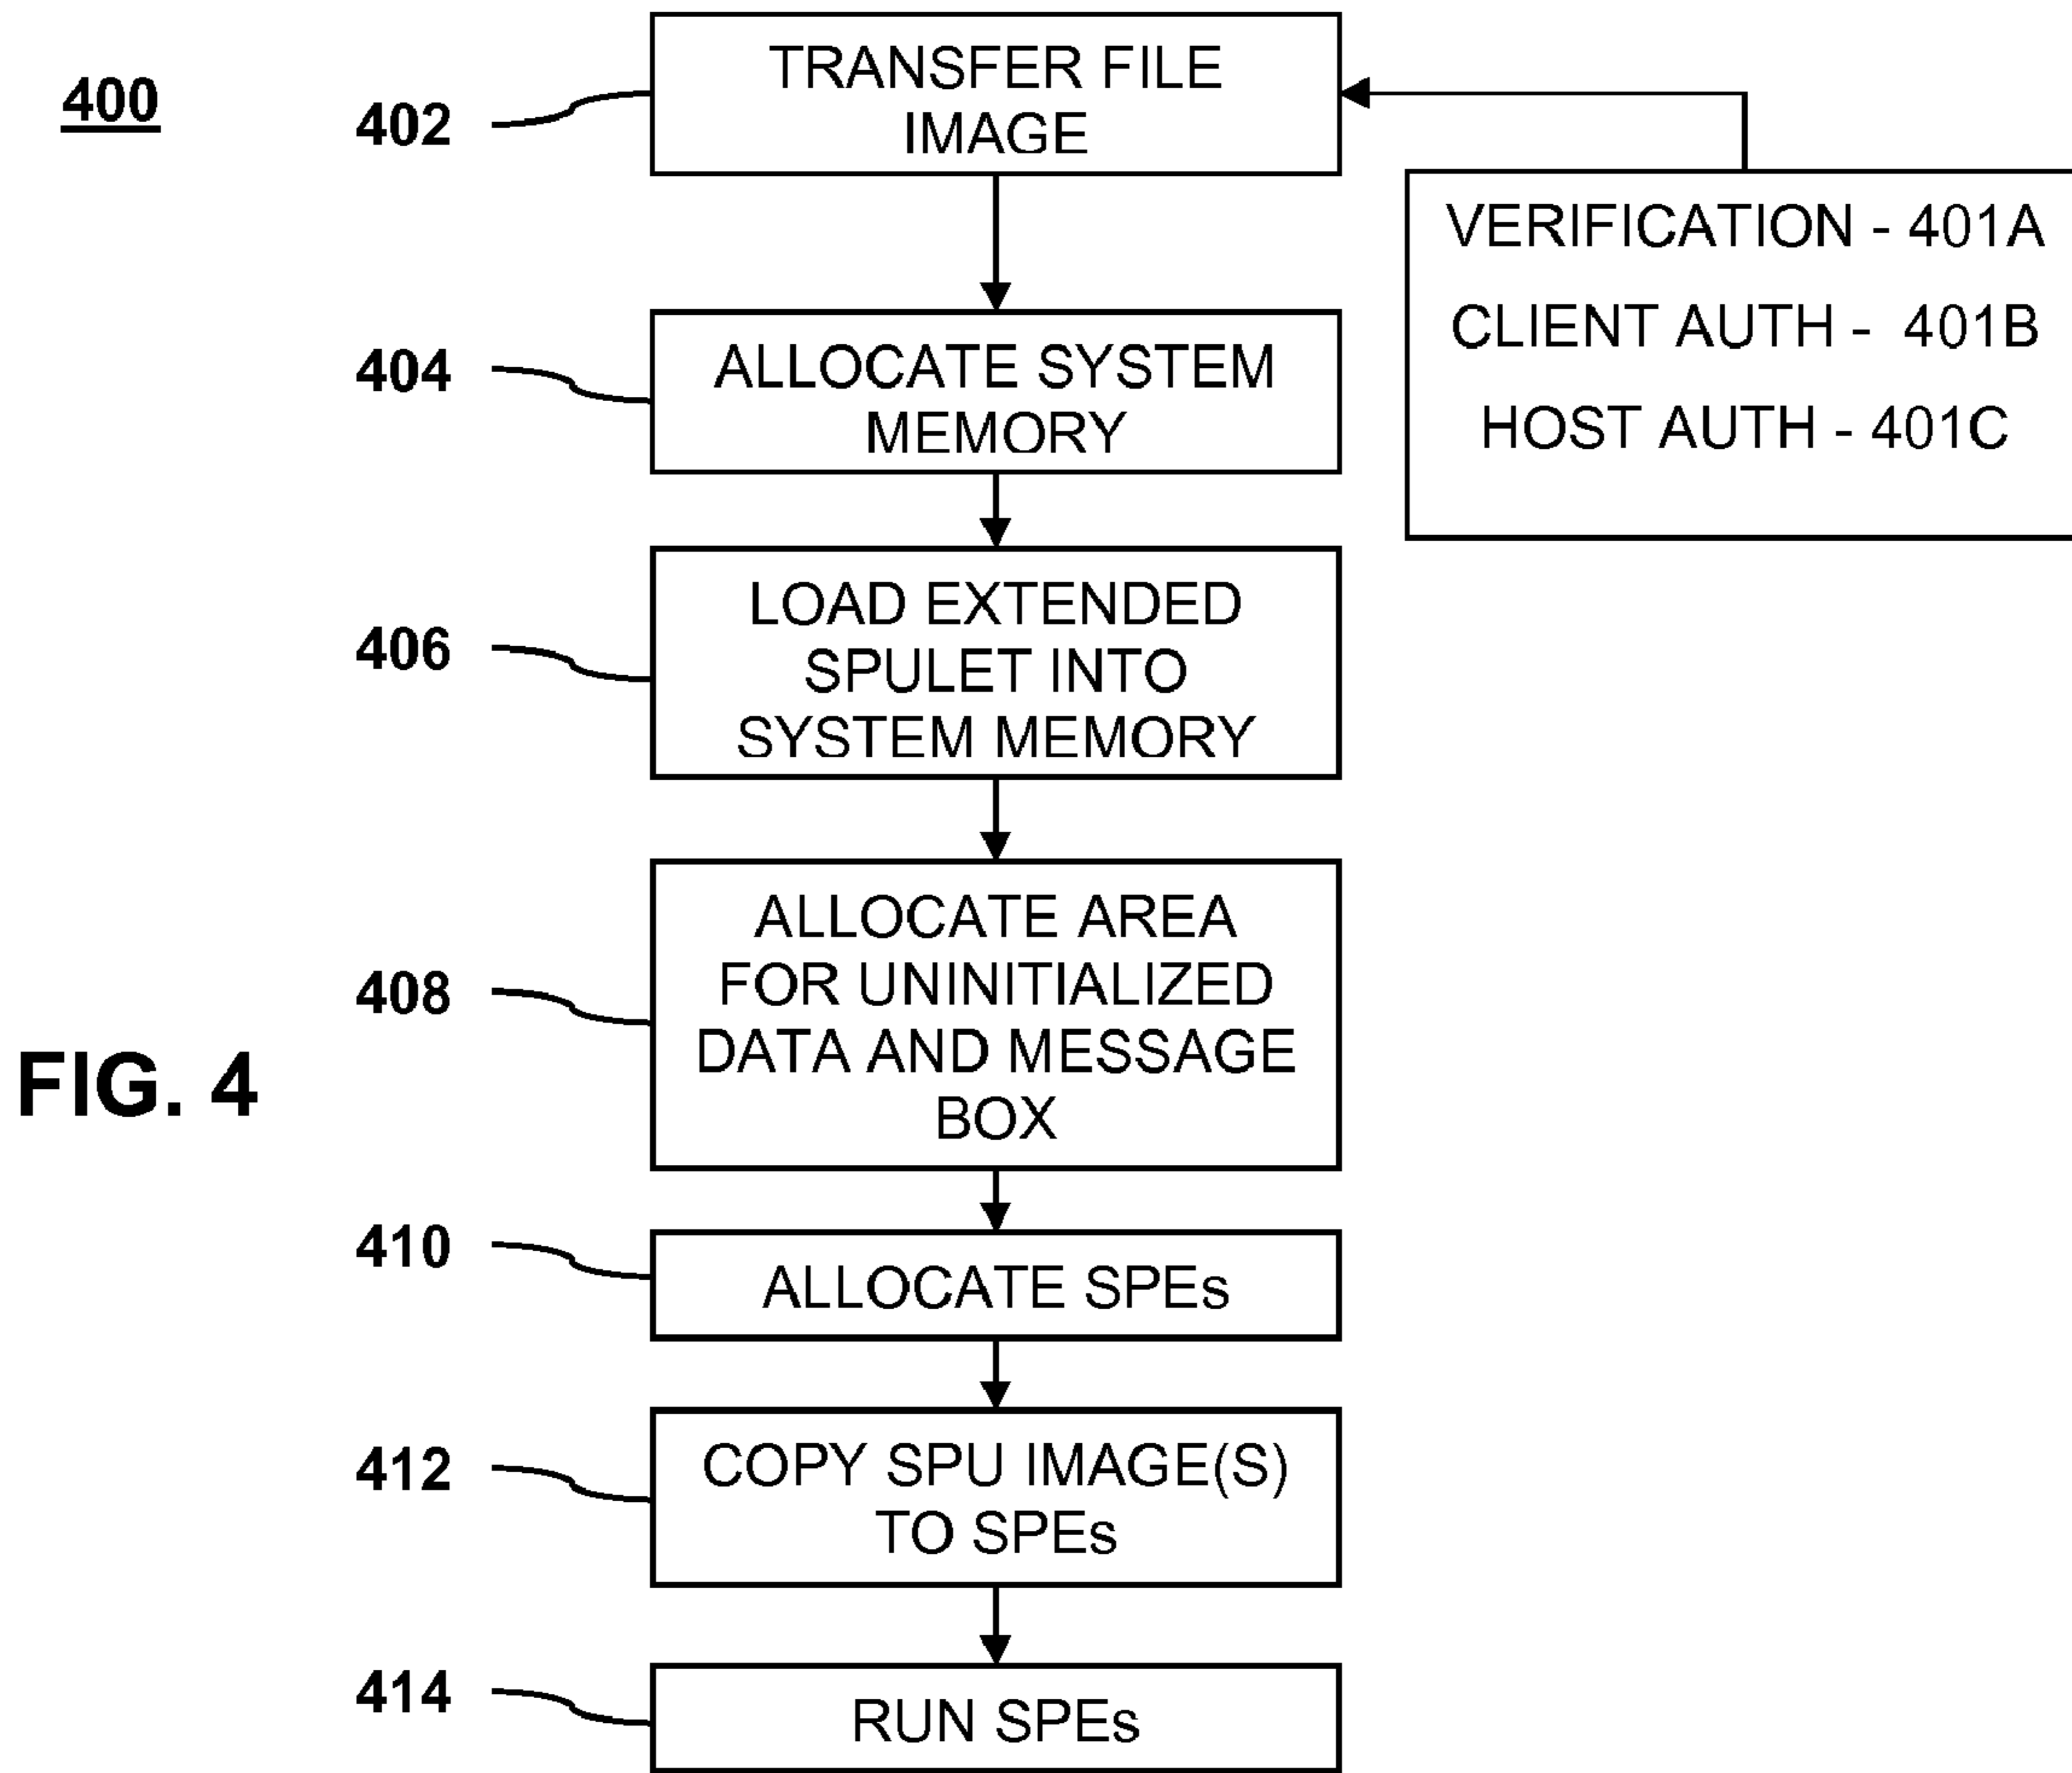 400
402
TRANSFER FILE
IMAGE
VERIFICATION - 401A
CLIENT AUTH - 401B
HOST AUTH - 401C
404
ALLOCATE SYSTEM
MEMORY
406
LOAD EXTENDED
SPULET INTO
SYSTEM MEMORY
408
ALLOCATE AREA
FOR UNINITIALIZED
DATA AND MESSAGE
BOX
FIG. 4
410
ALLOCATE SPEs
412
COPY SPU IMAGE(S)
TO SPEs
414
RUN SPEs